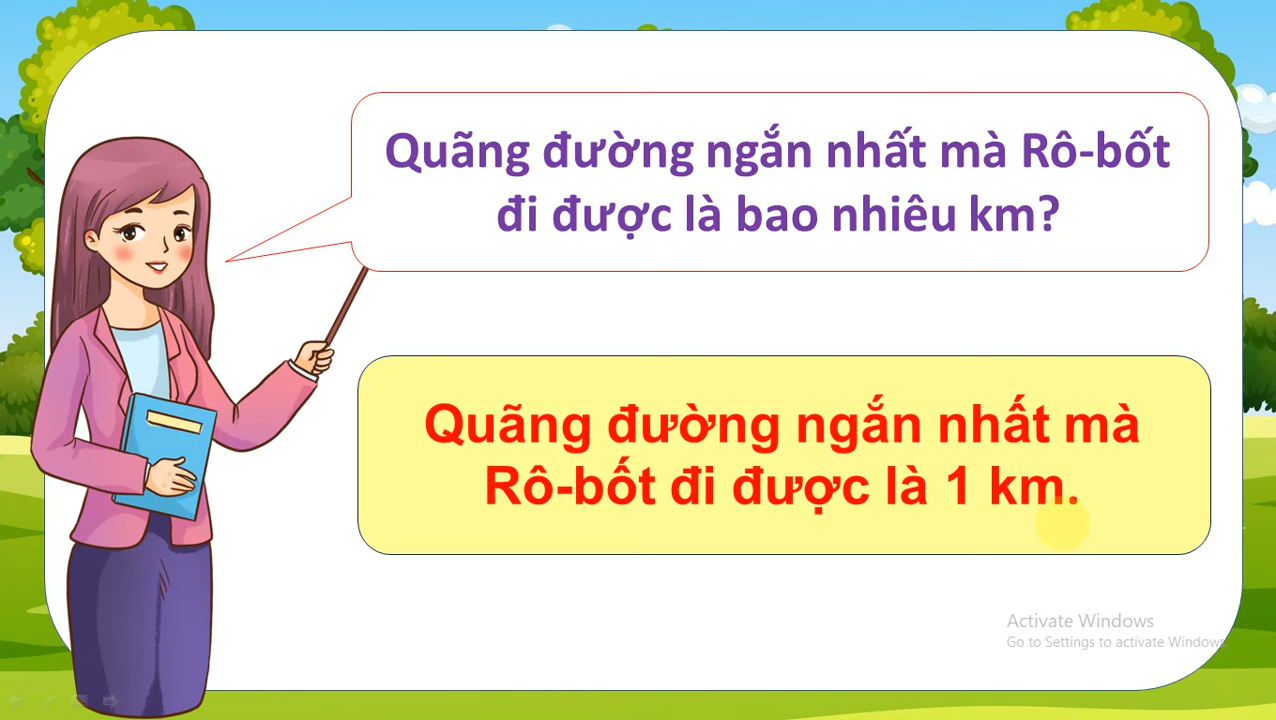 Quãng đường ngắn nhất mà Rô-bốt
đi được là bao nhiêu km?
Quãng đường ngắn nhất mà
Rô-bốt đi được là 1 km.
Activate Windows
Go to Settings to activate Windows.